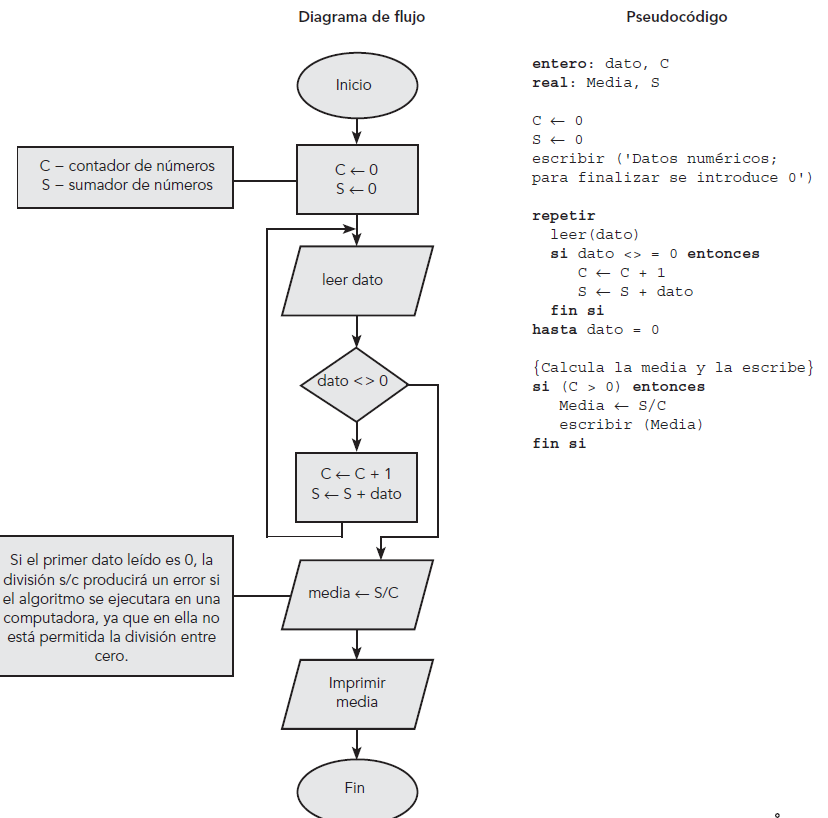 Diagrama de flujo
Inicio
C – contador de números
S – sumador de números
C ← 0
S ← 0
leer dato
dato <> 0
C ← C + 1
S ← S + dato
Si el primer dato leído es 0, la
división s/c producirá un error si
el algoritmo se ejecutara en una
computadora, ya que en ella no
está permitida la división entre
cero.
media ← S/C
Imprimir
media
Fin
Pseudocódigo
entero: dato, C
real: Media, S
C ← 0
S ← 0
escribir ('Datos numéricos;
para finalizar se introduce 0')
repetir
leer(dato)
si dato <> = 0 entonces
C ← C + 1
S ← S + dato
fin si
hasta dato = 0
{Calcula la media y la escribe}
si (C > 0) entonces
Media ← S/C
escribir (Media)
fin si